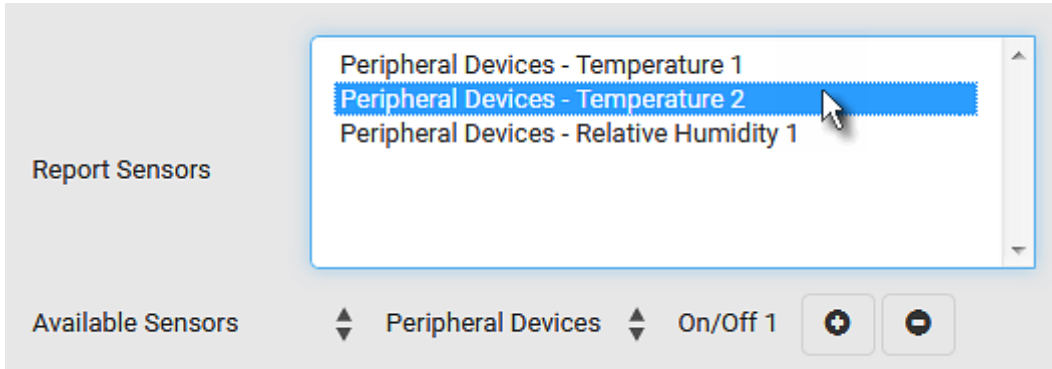 Peripheral Devices - Temperature 1
Peripheral Devices - Temperature 2
Peripheral Devices - Relative Humidity 1
Report Sensors
Available Sensors Peripheral Devices On/Off 1